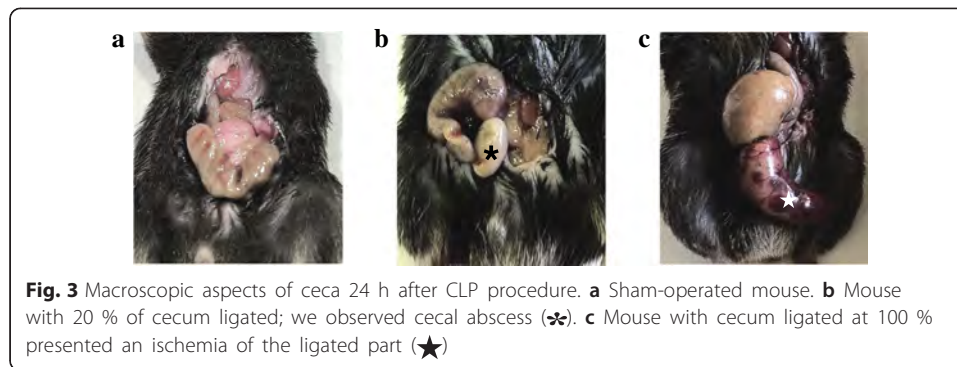 a b c
*
★
Fig. 3 Macroscopic aspects of ceca 24 h after CLP procedure. a Sham-operated mouse. b Mouse
with 20 % of cecum ligated; we observed cecal abscess (*). c Mouse with cecum ligated at 100 %
presented an ischemia of the ligated part (★)